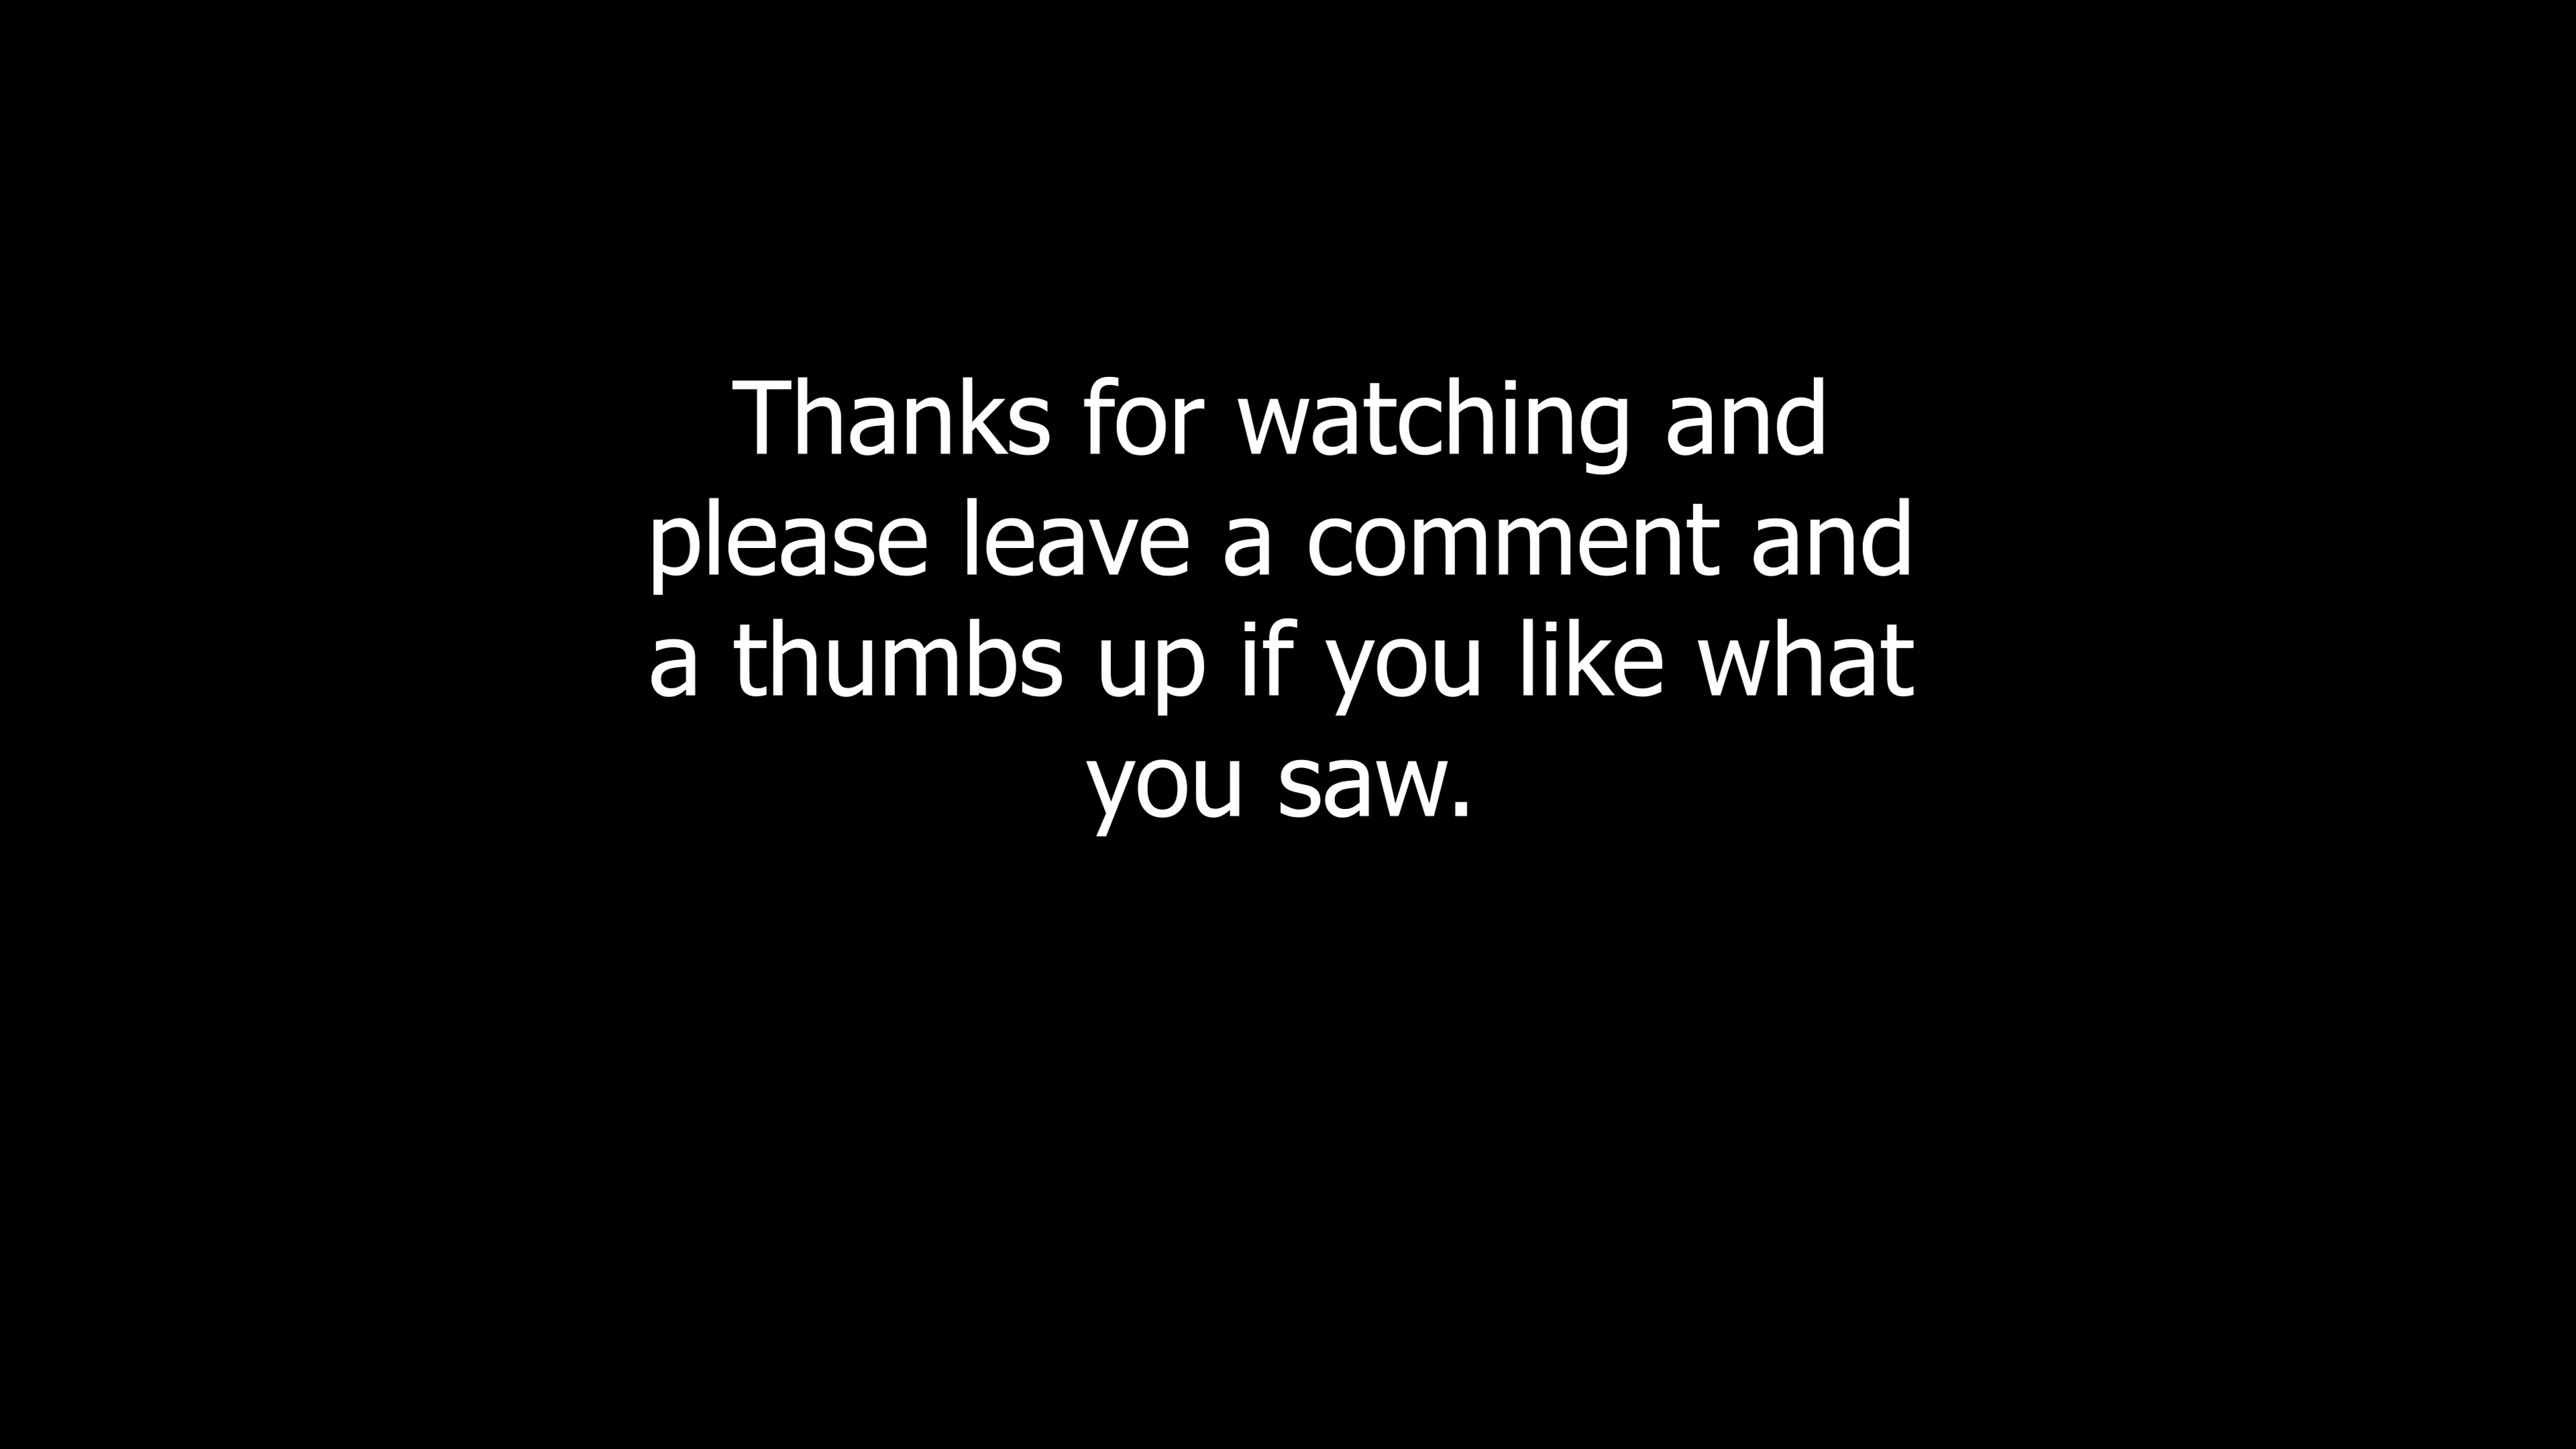 Thanks for watching and
please leave a comment and
a thumbs up if you like what
you saw.